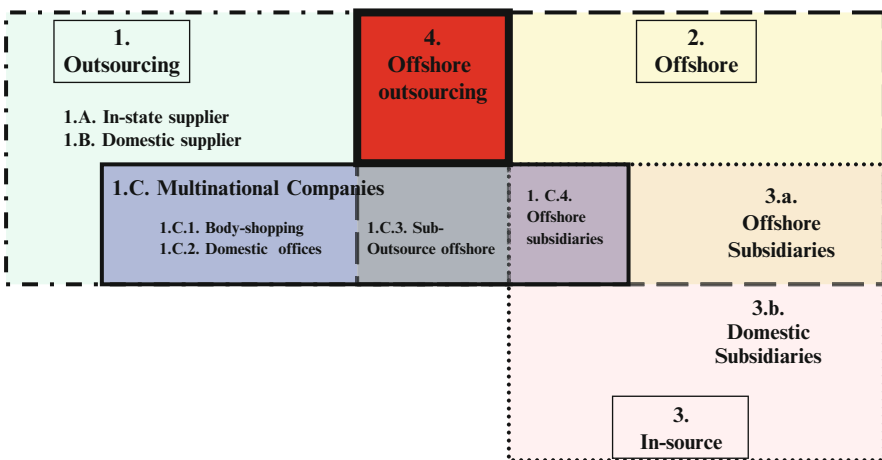 1.
Outsourcing
4.
Offshore
outsourcing
2.
Offshore
1.A. In-state supplier
1.B. Domestic supplier
1.C. Multinational Companies
1.C.1. Body-shopping
1.C.2. Domestic offices
1.C.3. Sub-
Outsource offshore
1. C.4.
Offshore
subsidiaries
3.a.
Offshore
Subsidiaries
3.b.
Domestic
Subsidiaries
3.
In-source